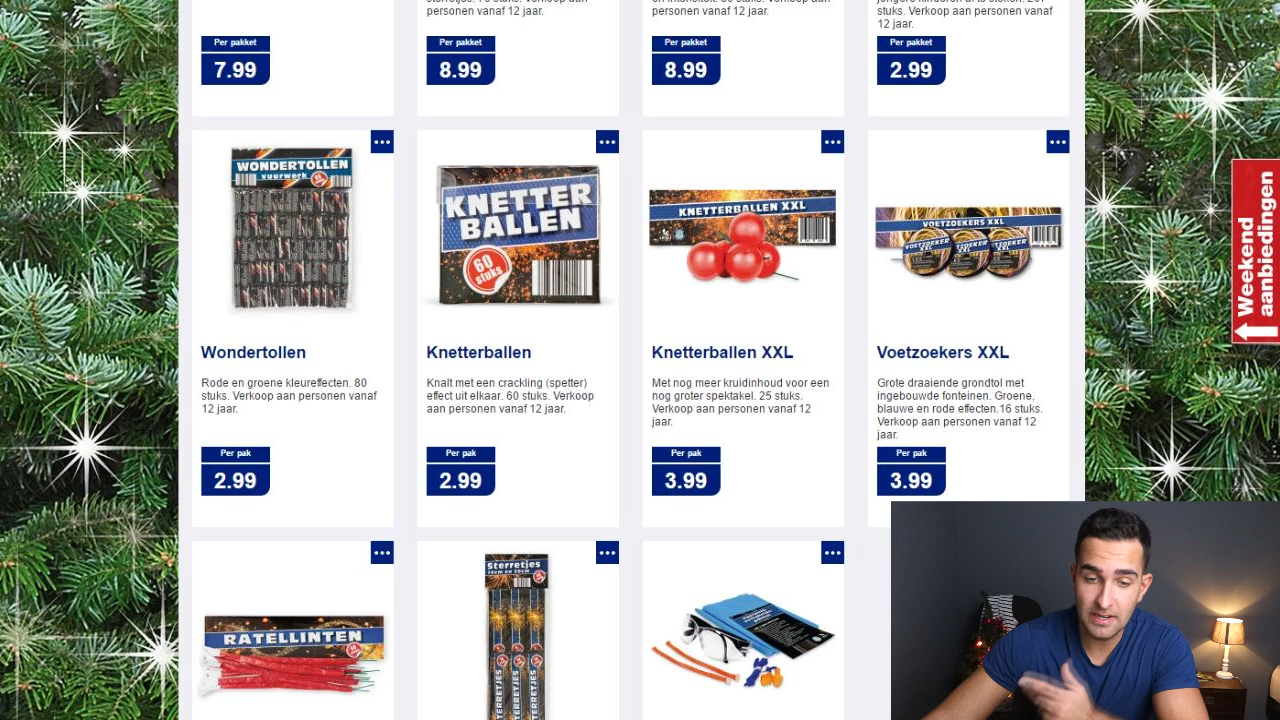 personen vanaf 12 jaar.
personen vanaf 12 jaar.
stuks. Verkoop aan personen vanaf
12 jaar.
Per pakket
7.99
Per pakket
8.99
Per pakket
8.99
Per pakket
2.99
WONDERTOLLEN
vuurwerk
KNETTER
BALLEN
60
stuks
KNETTERBALLEN XXL
VOETZOEKERS XXL
VOETZOEKER
VOETZOEKER
VOETZOEKER
Wondertollen
Rode en groene kleureffecten. 80
stuks. Verkoop aan personen vanaf
12 jaar.
Per pak
2.99
Knetterballen
Knalt met een crackling (spetter)
effect uit elkaar. 60 stuks. Verkoop
aan personen vanaf 12 jaar.
Per pak
2.99
Knetterballen XXL
Met nog meer kruidinhoud voor een
nog groter spektakel. 25 stuks.
Verkoop aan personen vanaf 12
jaar.
Per pak
3.99
Voetzoekers XXL
Grote draaiende grondtol met
ingebouwde fonteinen. Groene,
blauwe en rode effecten.16 stuks.
Verkoop aan personen vanaf 12
jaar.
Per pak
3.99
RATELLINTEN
Sterretjes
Weekend
aanbiedingen